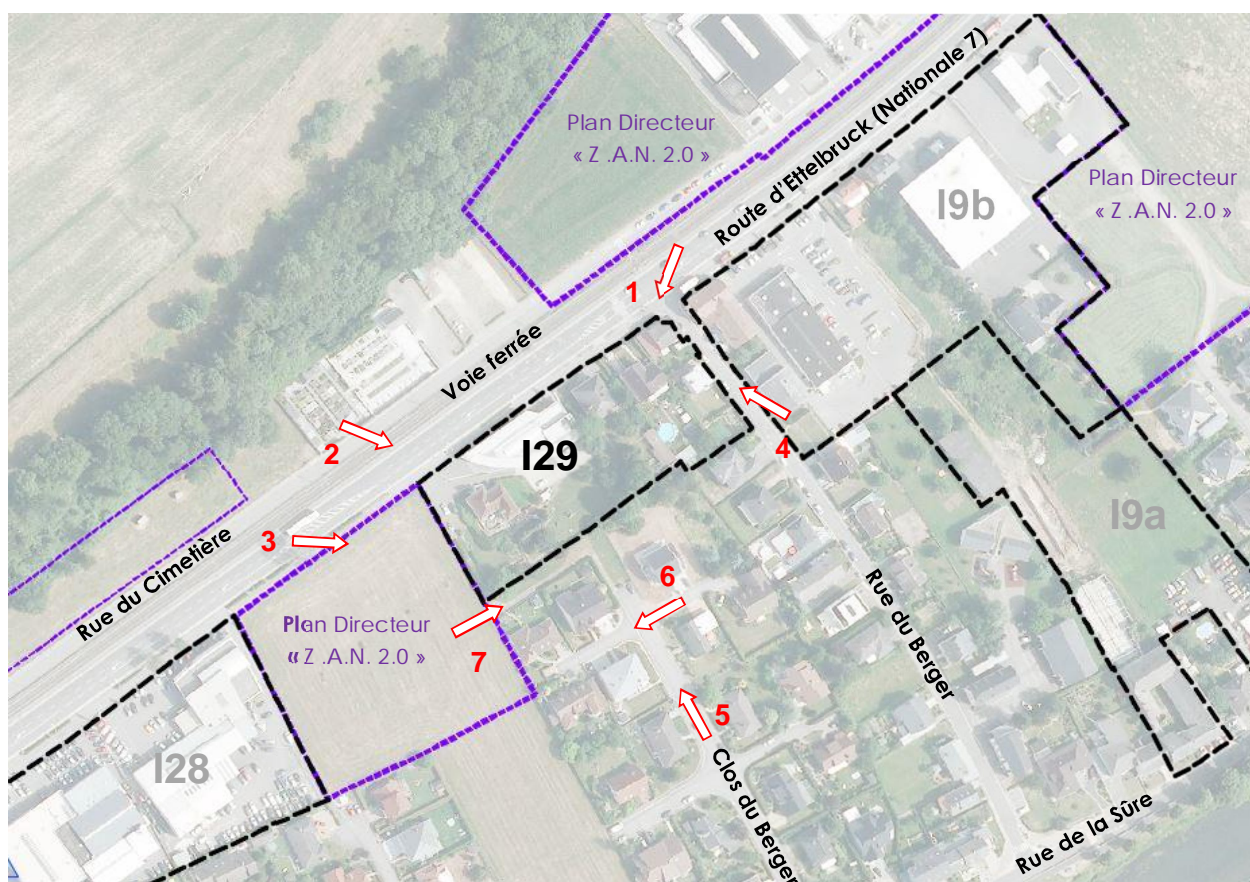 Plan Directeur
« Z .A.N. 2.0 »
Route d'Ettelbruck (Nationale 7)
I9b
Plan Directeur
« Z .A.N. 2.0 »
1
Voie ferrée
2
I29
4
I9a
3
Rue du Cimetière
6
Rue du Berger
Plan Directeur
« Z .A.N. 2.0 »
7
5
I28
Clos du Berger
Rue de la Sûre